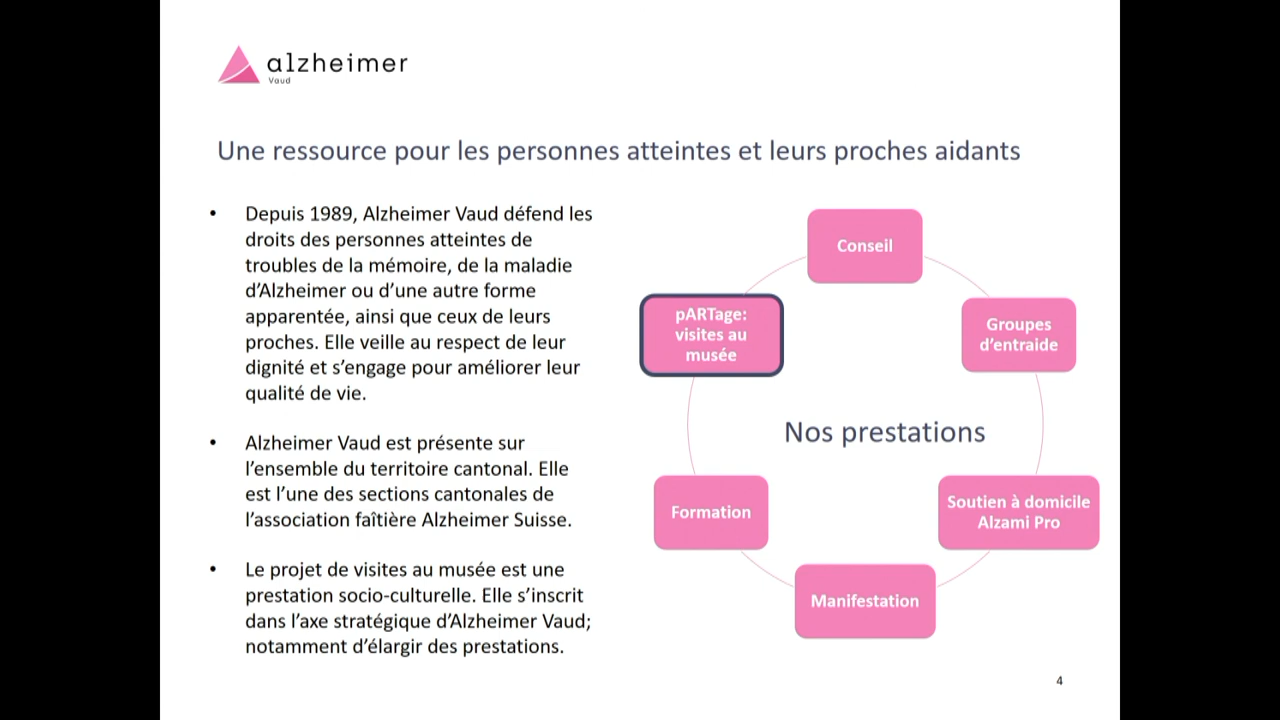 alzheimer
Vaud
Une ressource pour les personnes atteintes et leurs proches aidants
• Depuis 1989, Alzheimer Vaud défend les
droits des personnes atteintes de
troubles de la mémoire, de la maladie
d’Alzheimer ou d’une autre forme
apparentée, ainsi que ceux de leurs
proches. Elle veille au respect de leur
dignité et s’engage pour améliorer leur
qualité de vie.
• Alzheimer Vaud est présente sur
l’ensemble du territoire cantonal. Elle
est l’une des sections cantonales de
l’association faîtière Alzheimer Suisse.
• Le projet de visites au musée est une
prestation socio-culturelle. Elle s’inscrit
dans l’axe stratégique d’Alzheimer Vaud;
notamment d’élargir des prestations.
Conseil
Groupes
d’entraide
Soutien à domicile
Alzami Pro
Manifestation
Formation
pARTage:
visites au
musée
Nos prestations
4